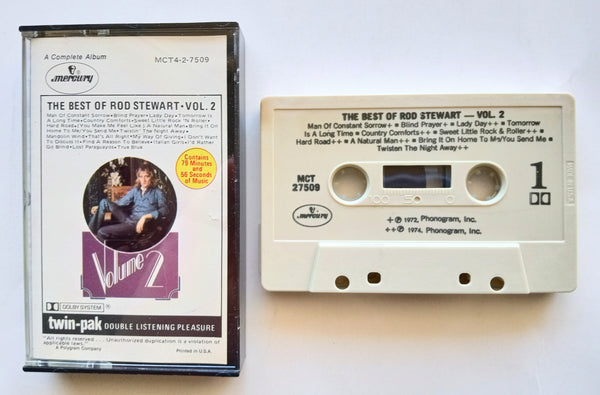 A Complete Album
MCT4-2-7509
mercury
THE BEST OF ROD STEWART • VOL. 2
Man Of Constant Sorrow • Blind Prayer • Lady Day • Tomorrow Is
A Long Time • Country Comforts • Sweet Little Rock 'N Roller •
Hard Road • (You Make Me Feel Like) A Natural Man • Bring It On
Home To Me/You Send Me • Twistin' The Night Away •
Mandolin Wind • That's All Right • My Way Of Giving • I Don't Want
To Discuss It • Find A Reason To Believe • Italian Girls • I'd Rather
Go Blind • Lost Paraguayos • True Blue
Contains
79 Minutes
and
56 Seconds
of Music
Volume
2
DOLBY SYSTEM ®
twin-pak DOUBLE LISTENING PLEASURE
"All rights reserved . . . Unauthorized duplication is a violation of
applicable laws."
A Polygram Company
Printed in U.S.A.
THE BEST OF ROD STEWART — VOL. 2
Man Of Constant Sorrow+ ■ Blind Prayer+ ■ Lady Day+ ■ Tomorrow
Is A Long Time+ ■ Country Comforts++ ■ Sweet Little Rock & Roller++ ■
Hard Road++ ■ A Natural Man++ ■ Bring It On Home To Me/You Send Me
Twisten The Night Away++
MCT
27509
100
50
0
1
mercury
+ ℗ 1972, Phonogram, Inc.
++ ℗ 1974, Phonogram, Inc.